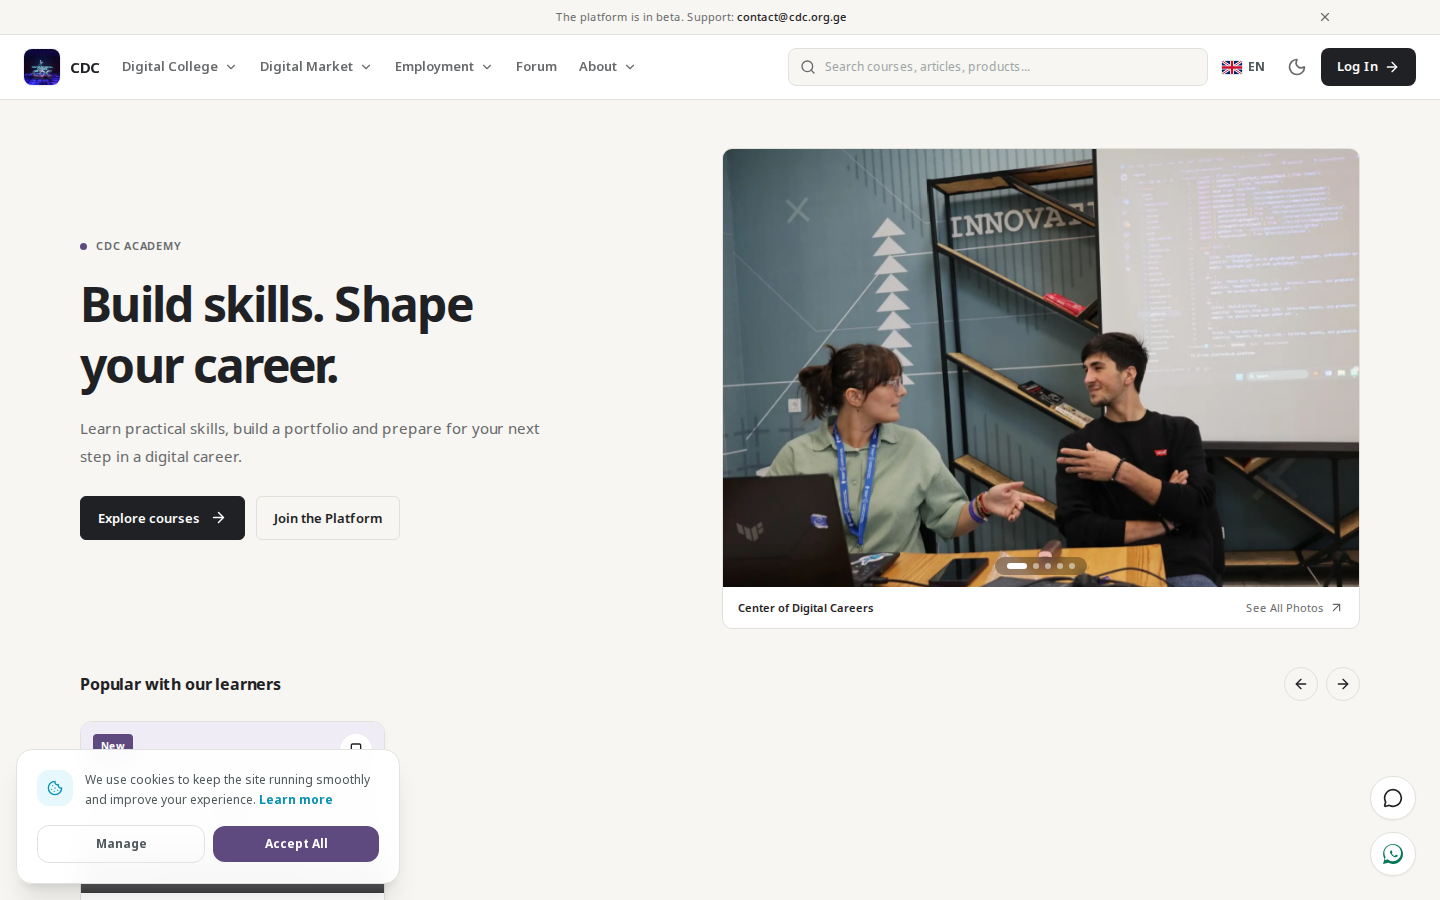 The platform is in beta. Support: contact@cdc.org.ge
CDC
Digital College
Digital Market
Employment
Forum
About
Search courses, articles, products...
EN
Log In
CDC ACADEMY
Build skills. Shape
your career.
Learn practical skills, build a portfolio and prepare for your next
step in a digital career.
Explore courses
Join the Platform
INNOVAT
Center of Digital Careers
See All Photos
Popular with our learners
New
We use cookies to keep the site running smoothly
and improve your experience. Learn more
Manage
Accept All